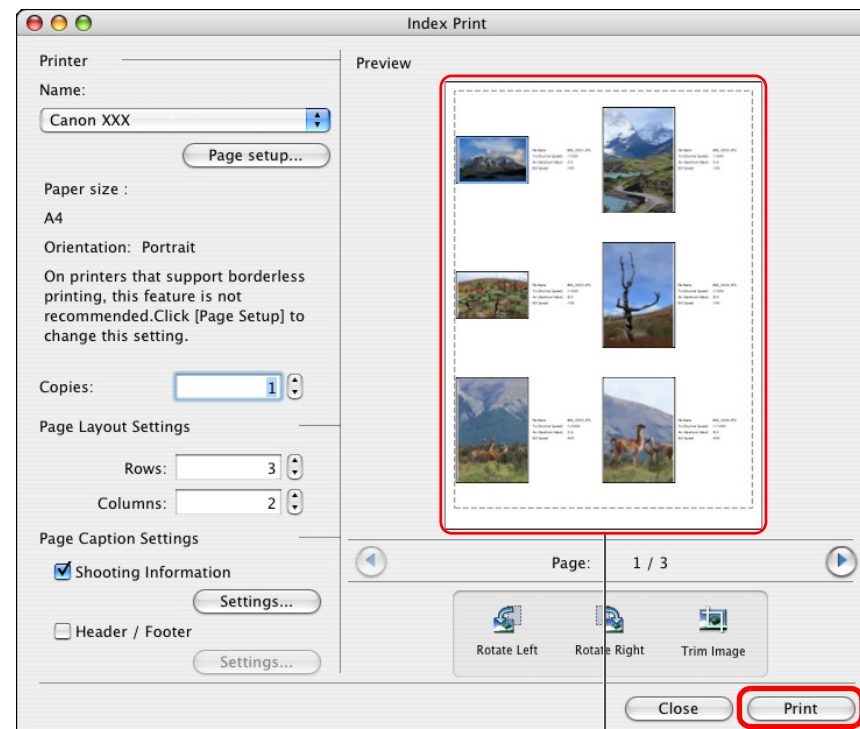 Index Print
Printer
Name:
Canon XXX
Page setup...
Paper size :
A4
Orientation: Portrait
On printers that support borderless
printing, this feature is not
recommended.Click [Page Setup] to
change this setting.
Copies:
1
Page Layout Settings
Rows:
3
Columns:
2
Page Caption Settings
Shooting Information
Settings...
Header / Footer
Settings...
Preview
Page:
1 / 3
Rotate Left
Rotate Right
Trim Image
Close
Print